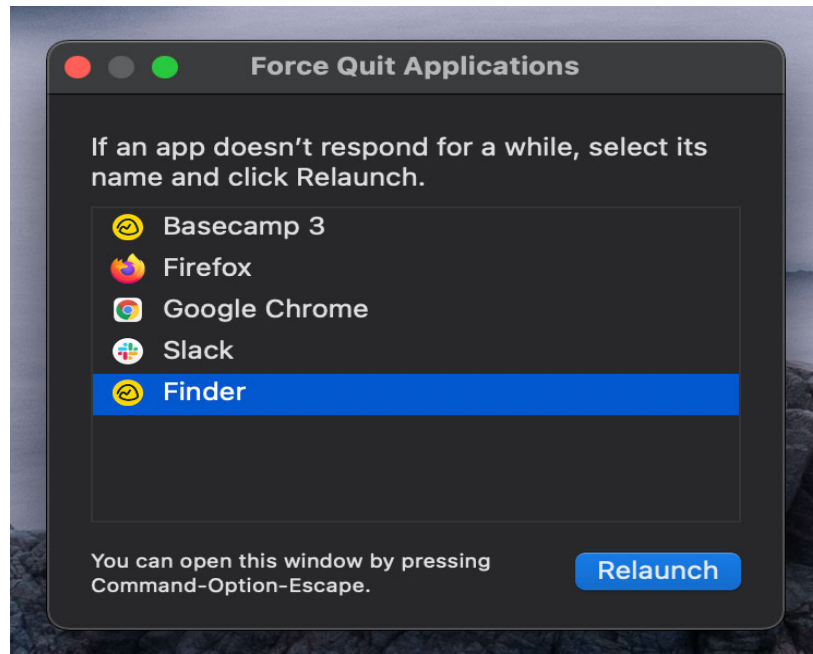 Force Quit Applications
If an app doesn’t respond for a while, select its
name and click Relaunch.
Basecamp 3
Firefox
Google Chrome
Slack
Finder
You can open this window by pressing
Command-Option-Escape.
Relaunch